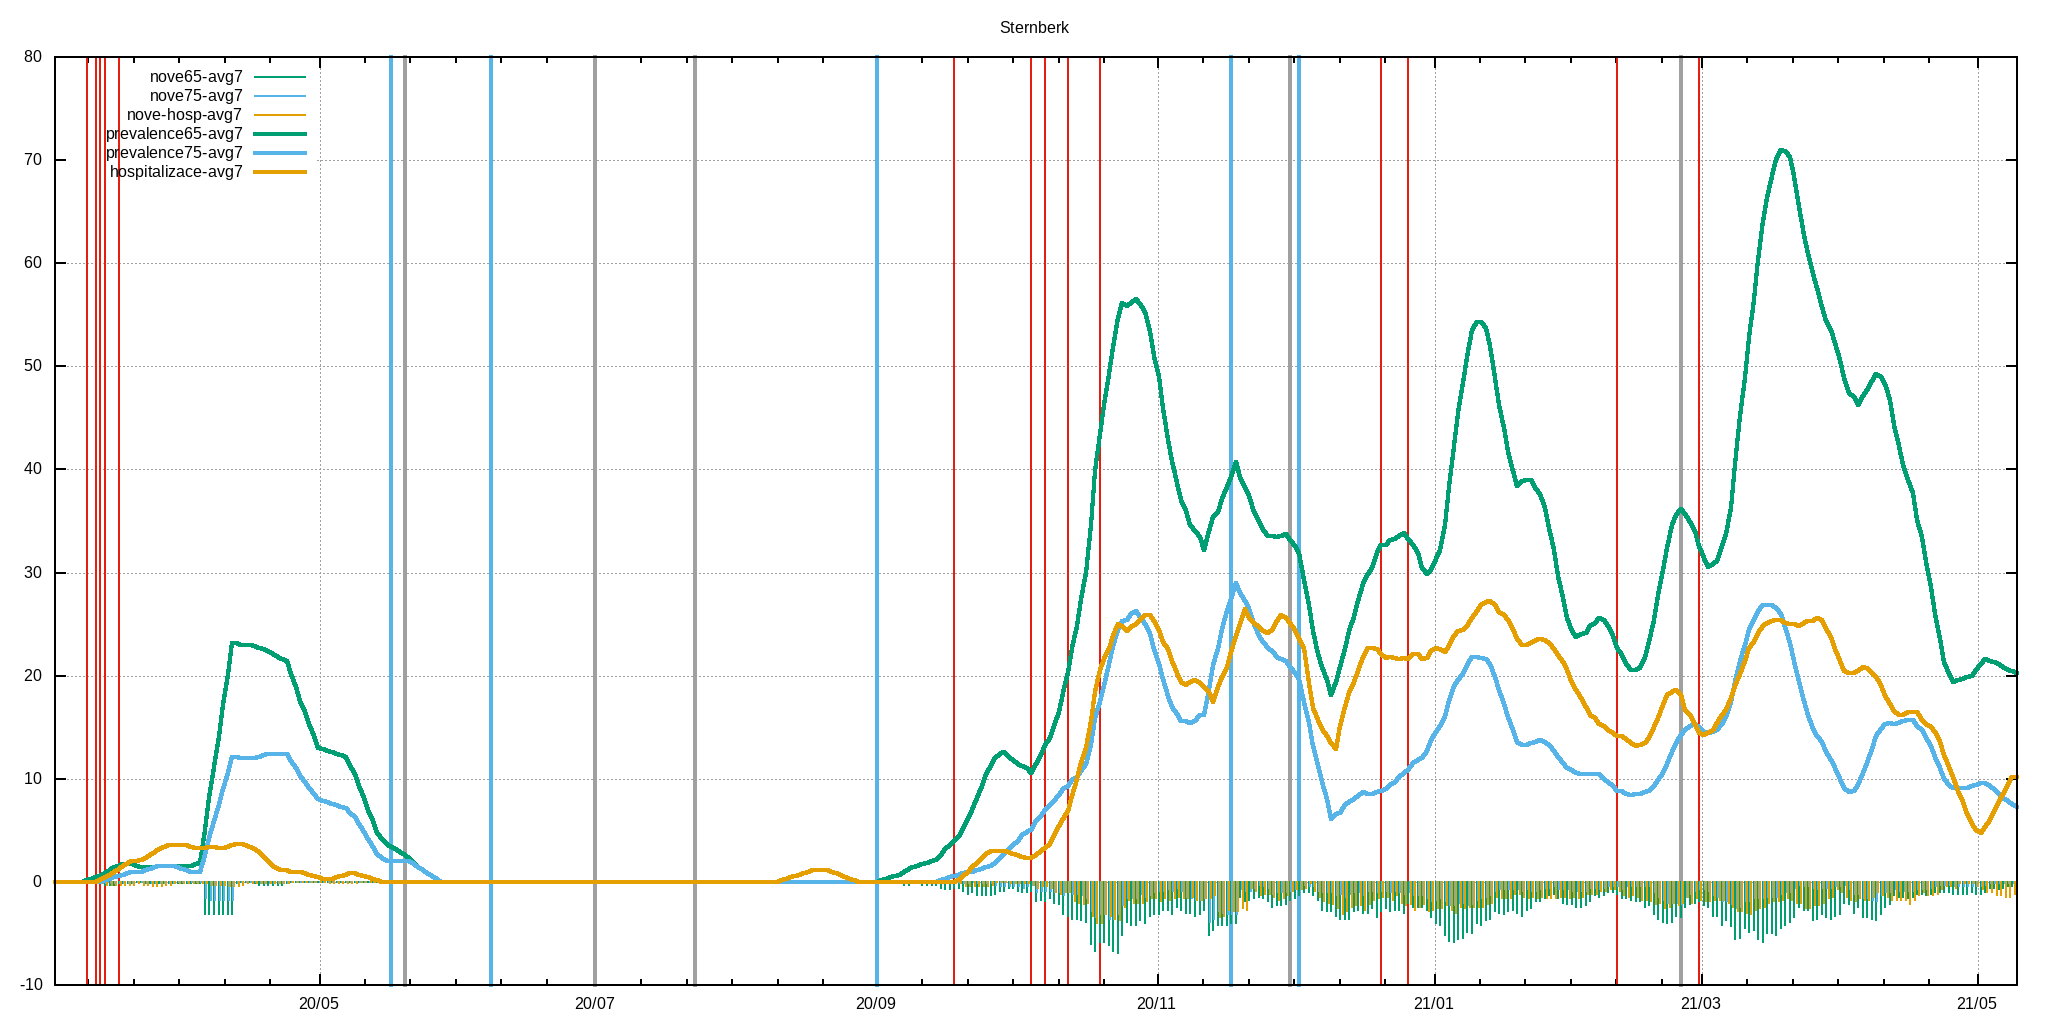 Sternberk
80
70
60
50
40
30
20
10
0
-10
nove65-avg7
nove75-avg7
nove-hosp-avg7
prevalence65-avg7
prevalence75-avg7
hospitalizace-avg7
20/05 20/07 20/09 20/11 21/01 21/03 21/05